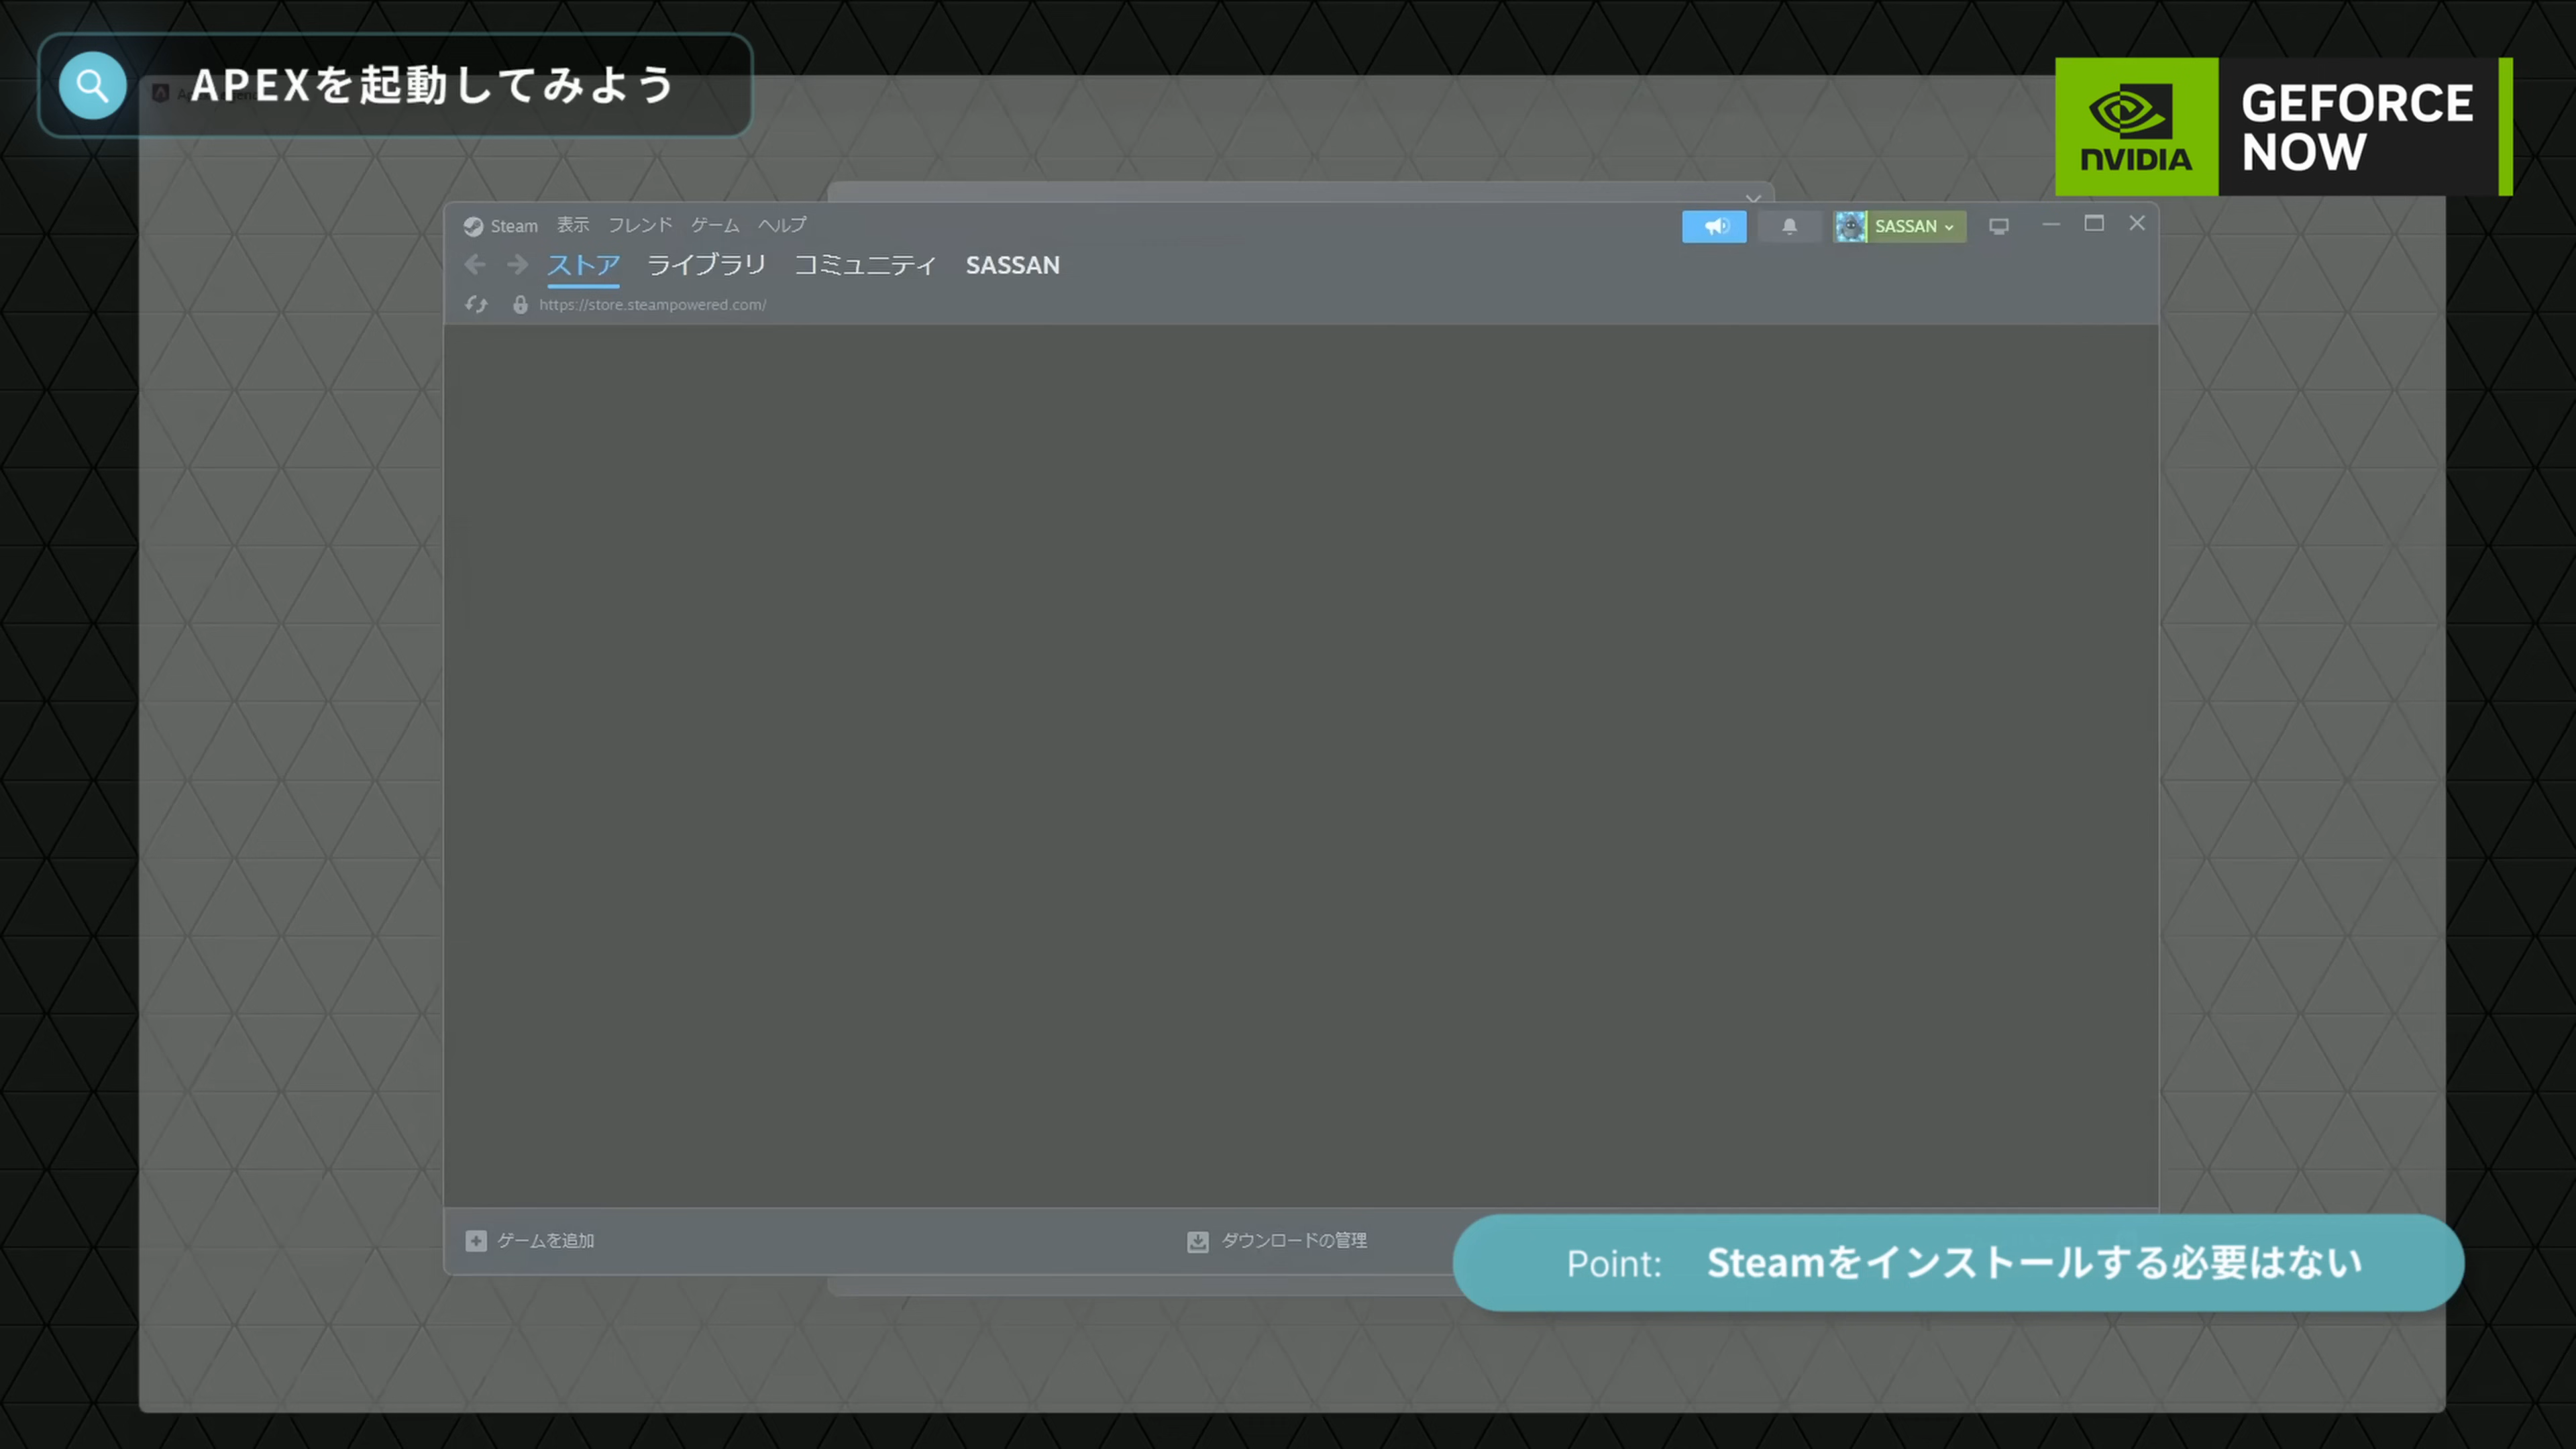 APEXを起動してみよう
NVIDIA
GEFORCE
NOW
Steam 表示 フレンド ゲーム ヘルプ
SASSAN
ストア ライブラリ コミュニティ SASSAN
https://store.steampowered.com/
ゲームを追加
ダウンロードの管理
Point: Steamをインストールする必要はない